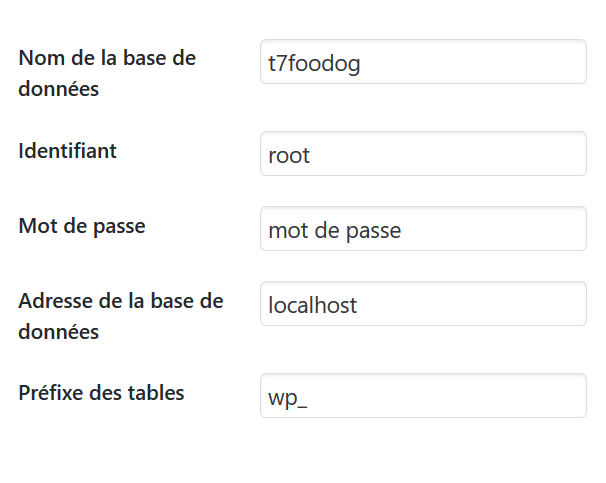 Nom de la base de
données
t7foodog
Identifiant
root
Mot de passe
mot de passe
Adresse de la base de
données
localhost
Préfixe des tables
wp_